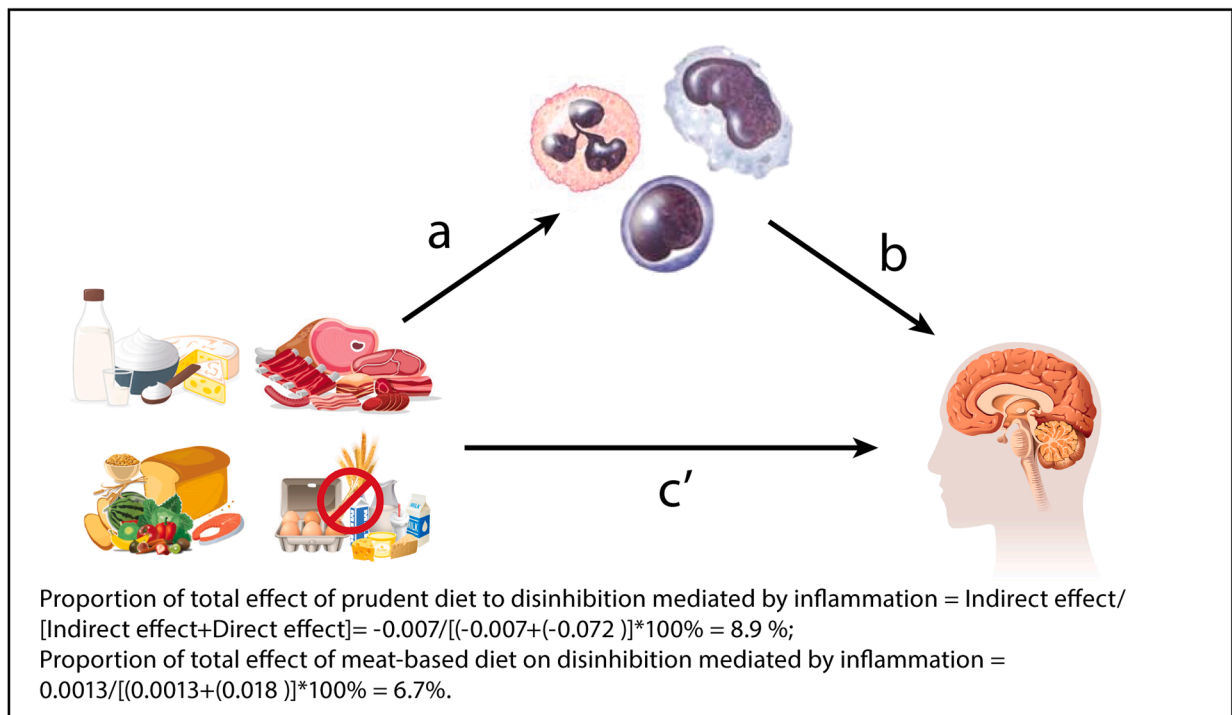 a
b
c’
MILK
Proportion of total effect of prudent diet to disinhibition mediated by inflammation = Indirect effect/
[Indirect effect+Direct effect]= -0.007/[(-0.007+(-0.072 )]*100% = 8.9 %;
Proportion of total effect of meat-based diet on disinhibition mediated by inflammation =
0.0013/[(0.0013+(0.018 )]*100% = 6.7%.